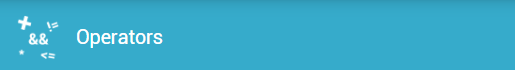 + !=
&& Operators
* <=